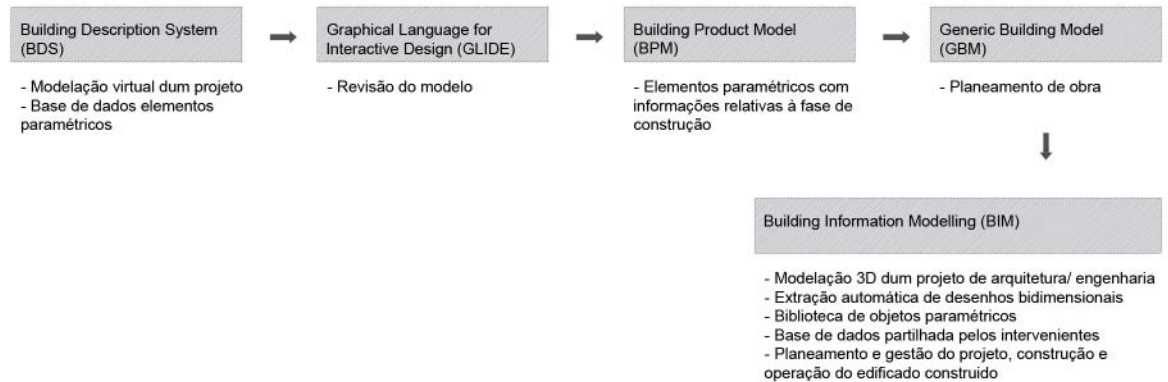 Building Description System
(BDS)
- Modelação virtual dum projeto
- Base de dados elementos
paramétricos
Graphical Language for
Interactive Design (GLIDE)
- Revisão do modelo
Building Product Model
(BPM)
- Elementos paramétricos com
informações relativas à fase de
construção
Generic Building Model
(GBM)
- Planeamento de obra
Building Information Modelling (BIM)
- Modelação 3D dum projeto de arquitetura/ engenharia
- Extração automática de desenhos bidimensionais
- Biblioteca de objetos paramétricos
- Base de dados partilhada pelos intervenientes
- Planeamento e gestão do projeto, construção e
operação do edificado construido